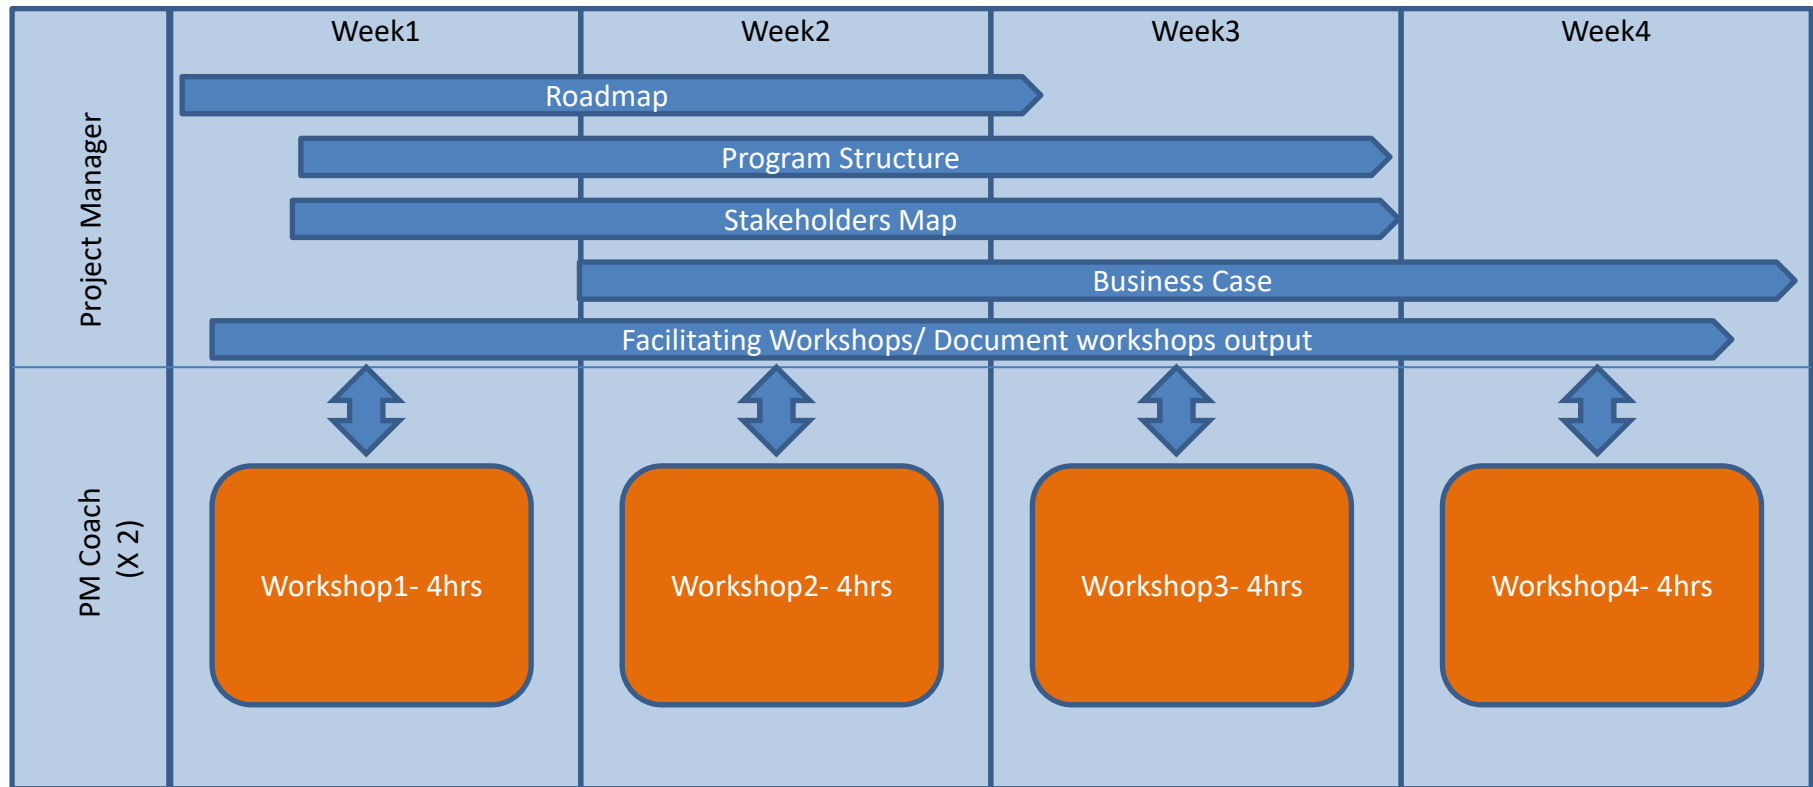 Week1
Week2
Week3
Week4
Project Manager
Roadmap
Program Structure
Stakeholders Map
Business Case
Facilitating Workshops/ Document workshops output
PM Coach
(X 2)
Workshop1- 4hrs
Workshop2- 4hrs
Workshop3- 4hrs
Workshop4- 4hrs